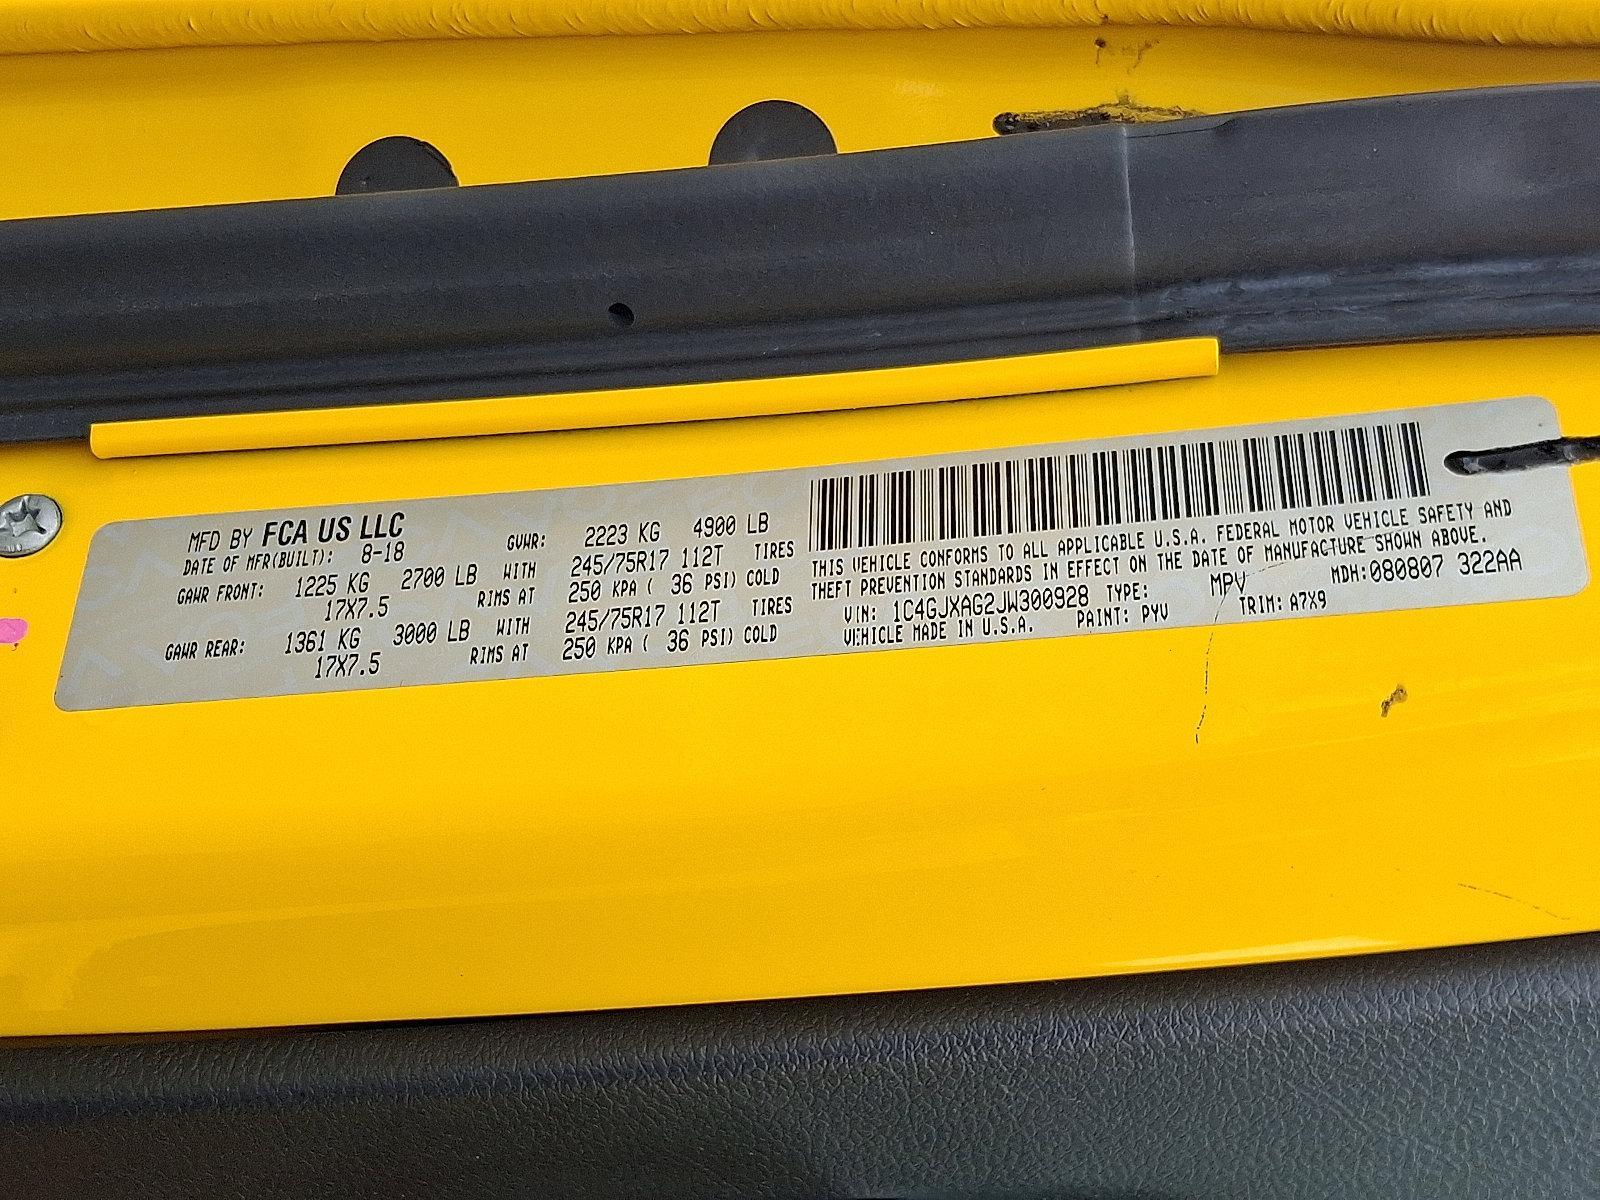 MFD BY FCA US LLC
DATE OF MFR(BUILT): 8-18 GVWR: 2223 KG 4900 LB
GAWR FRONT: 1225 KG 2700 LB WITH 245/75R17 112T TIRES
17X7.5 RIMS AT 250 KPA ( 36 PSI) COLD
GAWR REAR: 1361 KG 3000 LB WITH 245/75R17 112T TIRES
17X7.5 RIMS AT 250 KPA ( 36 PSI) COLD
THIS VEHICLE CONFORMS TO ALL APPLICABLE U.S.A. FEDERAL MOTOR VEHICLE SAFETY AND
THEFT PREVENTION STANDARDS IN EFFECT ON THE DATE OF MANUFACTURE SHOWN ABOVE.
VIN: 1C4GJXAG2JW300928 TYPE: MPV MDH:080807 322AA
VEHICLE MADE IN U.S.A. PAINT: PYV TRIM: A7X9